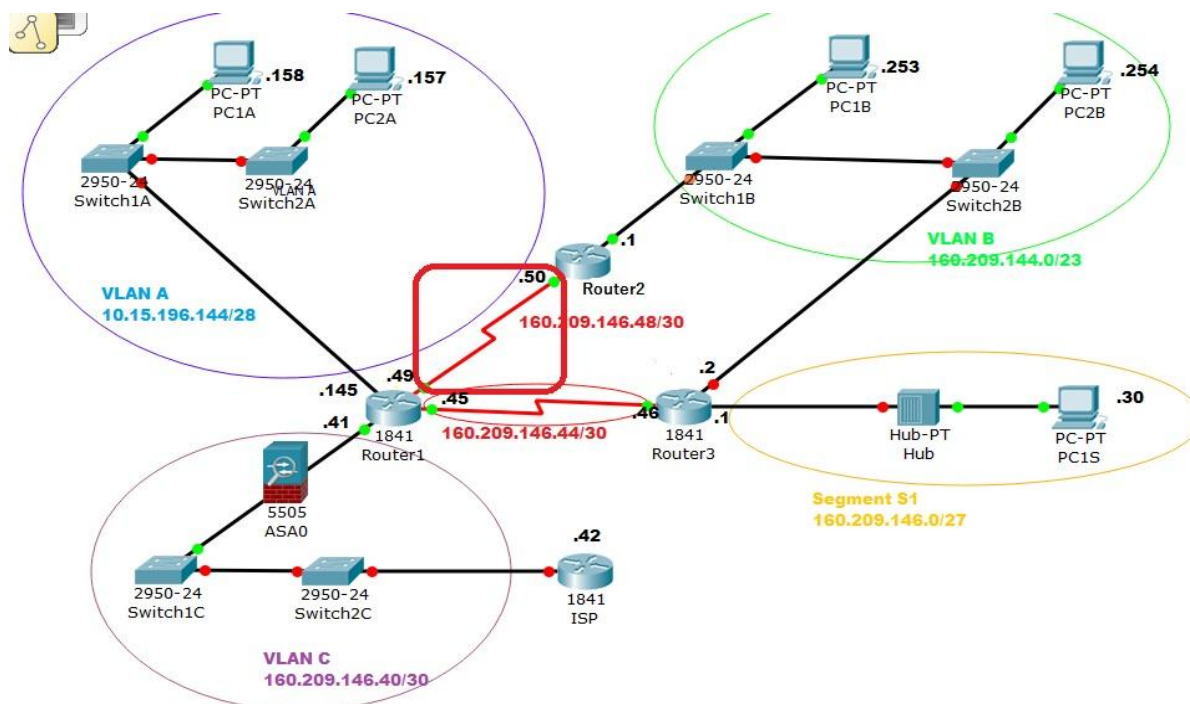 .158
PC-PT
PC1A
.157
PC-PT
PC2A
2950-24
Switch1A
2950-24
VLAN A
Switch2A
VLAN A
10.15.196.144/28
.253
PC-PT
PC1B
.254
PC-PT
PC2B
2950-24
Switch1B
2950-24
Switch2B
VLAN B
160.209.144.0/23
.1
.50
Router2
160.209.146.48/30
.49
.145
.45
.41
1841
Router1
160.209.146.44/30
.46
.2
.1
1841
Router3
Hub-PT
Hub
.30
PC-PT
PC1S
Segment S1
160.209.146.0/27
5505
ASA0
2950-24
Switch1C
2950-24
Switch2C
.42
1841
ISP
VLAN C
160.209.146.40/30